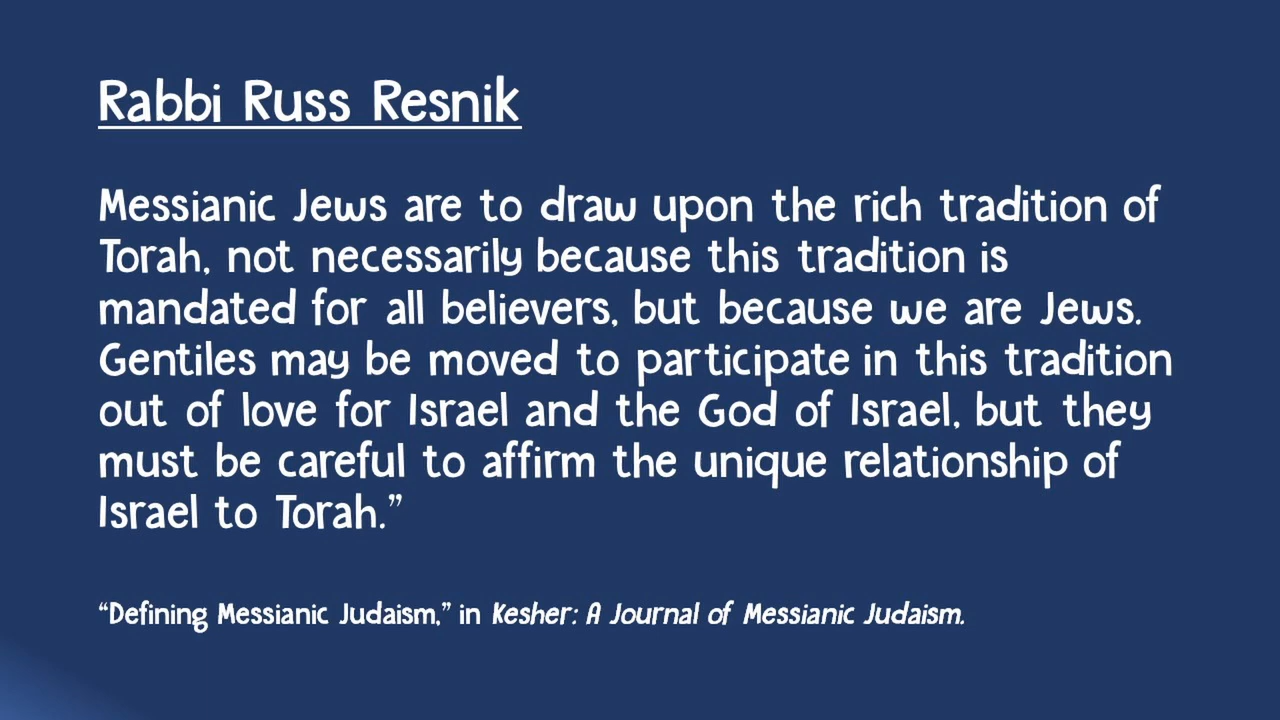 Rabbi Russ Resnik
Messianic Jews are to draw upon the rich tradition of
Torah, not necessarily because this tradition is
mandated for all believers, but because we are Jews.
Gentiles may be moved to participate in this tradition
out of love for Israel and the God of Israel, but they
must be careful to affirm the unique relationship of
Israel to Torah.”
“Defining Messianic Judaism,” in Kesher: A Journal of Messianic Judaism.